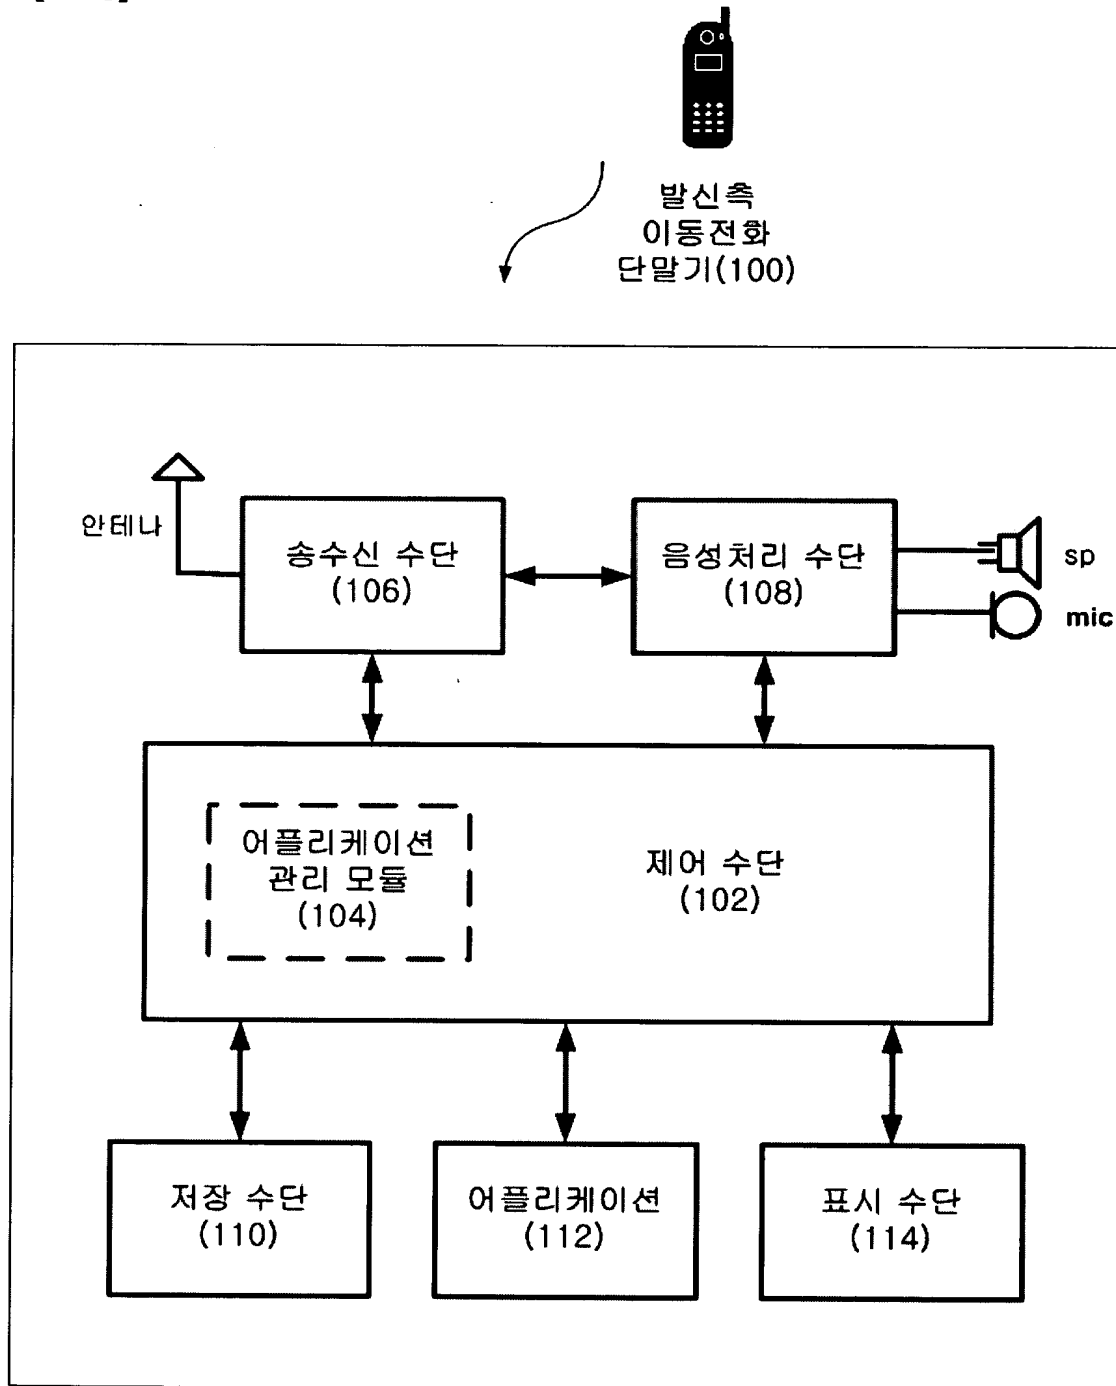 발신측
이동전화
단말기(100)
안테나
송수신 수단
(106)
음성처리 수단
(108)
sp
mic
어플리케이션
관리 모듈
(104)
제어 수단
(102)
저장 수단
(110)
어플리케이션
(112)
표시 수단
(114)